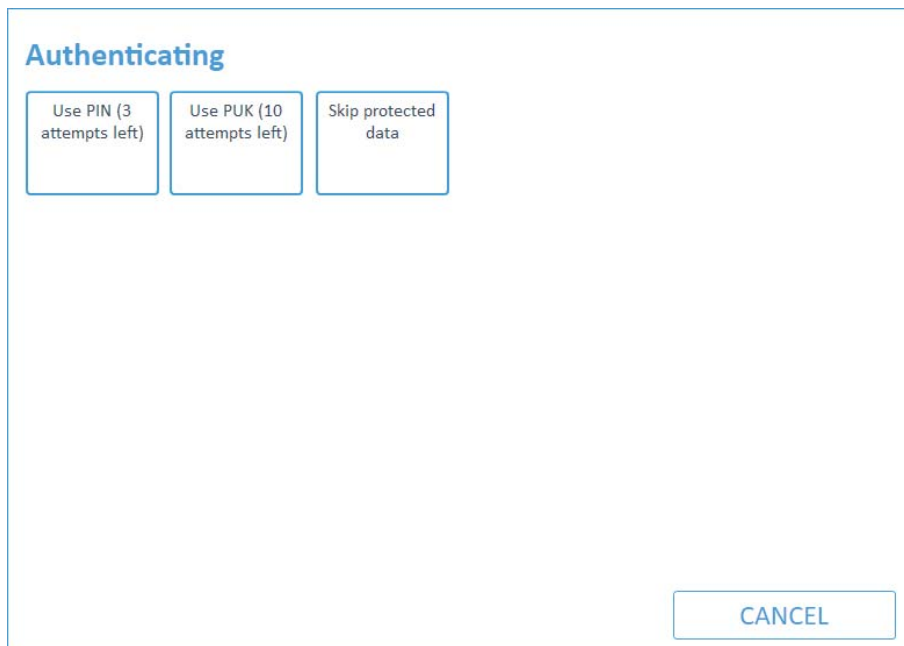 Authenticating
Use PIN (3
attempts left)
Use PUK (10
attempts left)
Skip protected
data
CANCEL